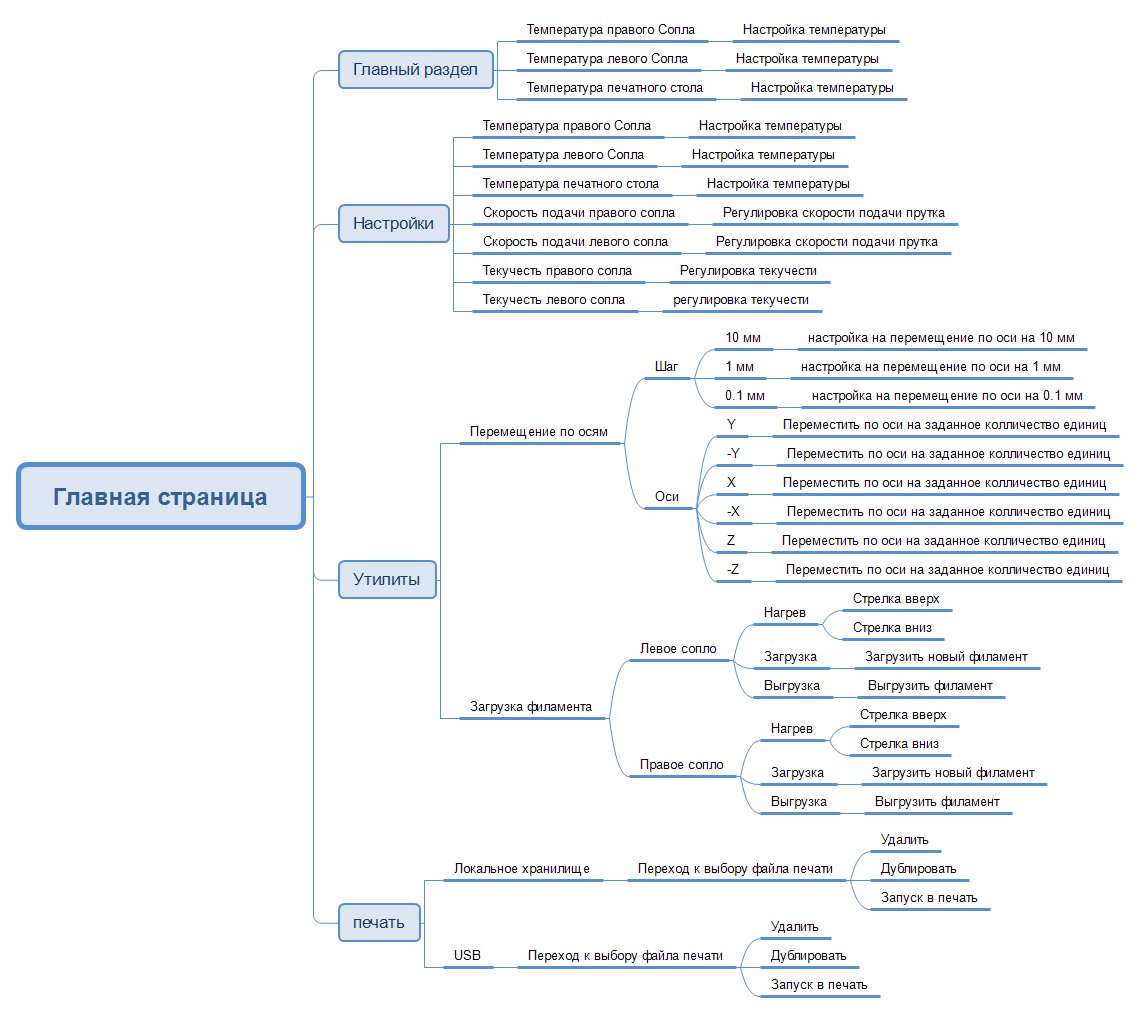 Главная страница
Главный раздел
Температура правого Сопла
Настройка температуры
Температура левого Сопла
Настройка температуры
Температура печатного стола
Настройка температуры
Настройки
Температура правого Сопла
Настройка температуры
Температура левого Сопла
Настройка температуры
Температура печатного стола
Настройка температуры
Скорость подачи правого сопла
Регулировка скорости подачи прутка
Скорость подачи левого сопла
Регулировка скорости подачи прутка
Текучесть правого сопла
Регулировка текучести
Текучесть левого сопла
регулировка текучести
Утилиты
Перемещение по осям
Шаг
10 мм
настройка на перемещение по оси на 10 мм
1 мм
настройка на перемещение по оси на 1 мм
0.1 мм
настройка на перемещение по оси на 0.1 мм
Оси
Y
Переместить по оси на заданное колличество единиц
-Y
Переместить по оси на заданное колличество единиц
X
Переместить по оси на заданное колличество единиц
-X
Переместить по оси на заданное колличество единиц
Z
Переместить по оси на заданное колличество единиц
-Z
Переместить по оси на заданное колличество единиц
Загрузка филамента
Левое сопло
Нагрев
Стрелка вверх
Стрелка вниз
Загрузка
Загрузить новый филамент
Выгрузка
Выгрузить филамент
Правое сопло
Нагрев
Стрелка вверх
Стрелка вниз
Загрузка
Загрузить новый филамент
Выгрузка
Выгрузить филамент
печать
Локальное хранилище
Переход к выбору файла печати
Удалить
Дублировать
Запуск в печать
USB
Переход к выбору файла печати
Удалить
Дублировать
Запуск в печать